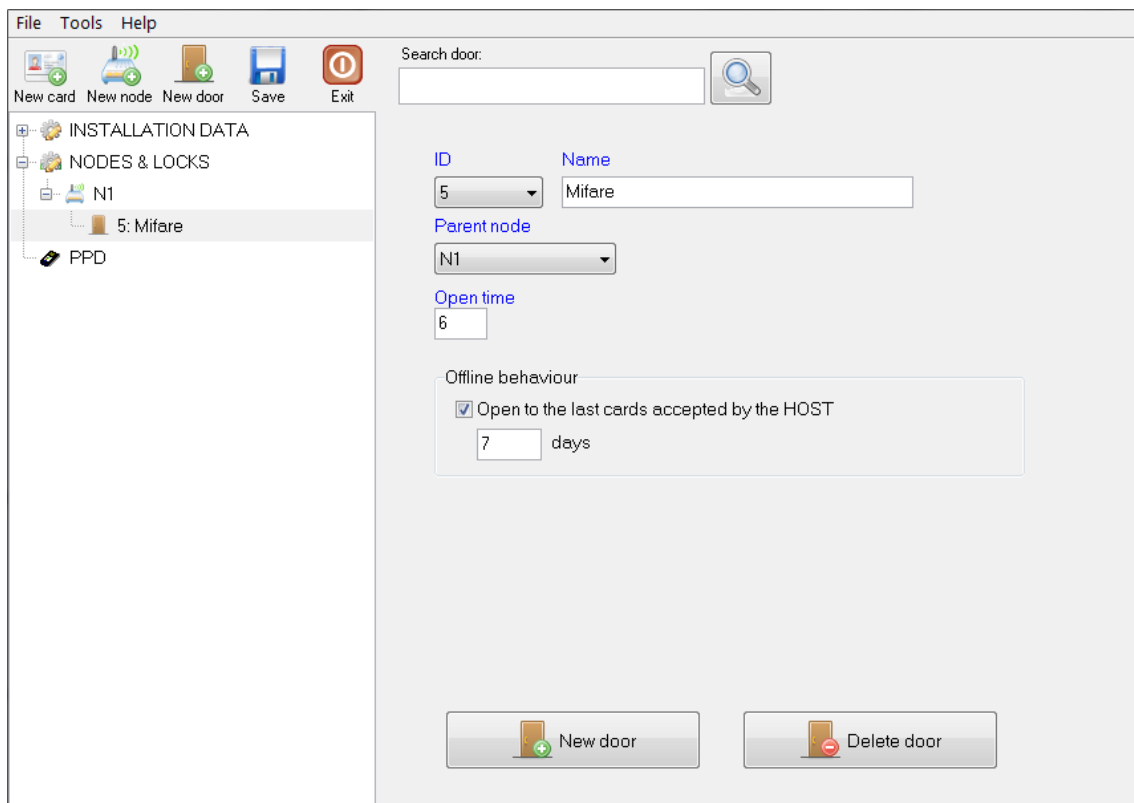 File Tools Help
Search door:
New card New node New door Save Exit
INSTALLATION DATA
NODES & LOCKS
N1
5: Mifare
PPD
ID Name
5 Mifare
Parent node
N1
Open time
6
Offline behaviour
Open to the last cards accepted by the HOST
7 days
New door Delete door